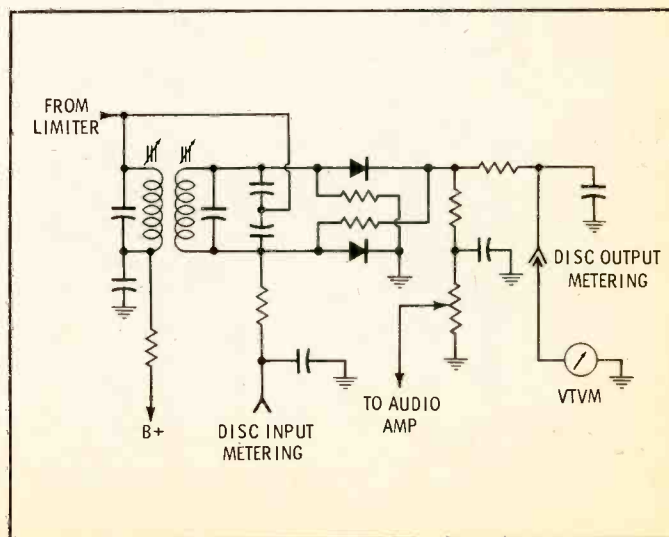 FROM
LIMITER
B+
DISC INPUT
METERING
TO AUDIO
AMP
DISC OUTPUT
METERING
VTVM